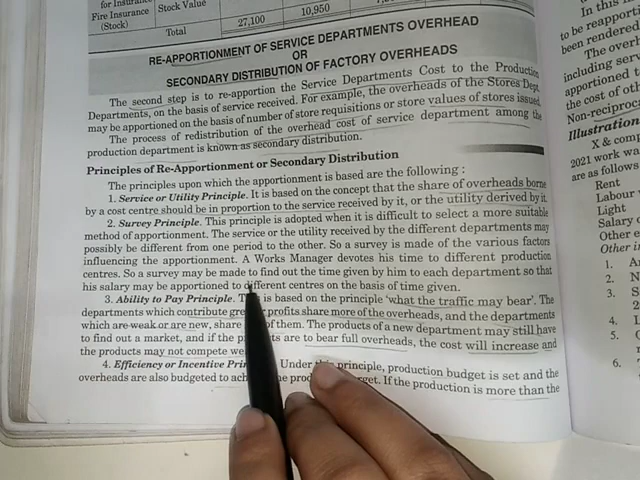 for Insurance
Fire Insurance Stock Value
(Stock)
Total 27,100 10,950
RE-APPORTIONMENT OF SERVICE DEPARTMENTS OVERHEAD
OR
SECONDARY DISTRIBUTION OF FACTORY OVERHEADS
The second step is to re-apportion the Service Departments Cost to the Production
Departments, on the basis of service received. For example, the overheads of the Stores Dept.
may be apportioned on the basis of number of store requisitions or store values of stores issued.
The process of redistribution of the overhead cost of service department among the
production department is known as secondary distribution.
Principles of Re-Apportionment or Secondary Distribution
The principles upon which the apportionment is based are the following :
1. Service or Utility Principle. It is based on the concept that the share of overheads borne
by a cost centre should be in proportion to the service received by it, or the utility derived by it.
2. Survey Principle. This principle is adopted when it is difficult to select a more suitable
method of apportionment. The service or the utility received by the different departments may
possibly be different from one period to the other. So a survey is made of the various factors
influencing the apportionment. A Works Manager devotes his time to different production
centres. So a survey may be made to find out the time given by him to each department so that
his salary may be apportioned to different centres on the basis of time given.
3. Ability to Pay Principle. is based on the principle 'what the traffic may bear'. The
departments which contribute profits share more of the overheads, and the departments
which are weak or are new, share of them. The products of a new department may still have
to find out a market, and if the are to bear full overheads, the cost will increase and
the products may not compete
4. Efficiency or Incentive Under principle, production budget is set and the
overheads are also budgeted to the If the production is more than the
In this
to be reapporti
been rendered
The overh
including serv
apportioned t
the cost of oth
Non-reciproc
Illustration
X & comp
2021 work wa
are as follows
Rent
Labour
Light
Salary
Other e
Other in
1.
2. N
3. S
4. L
5.
6.